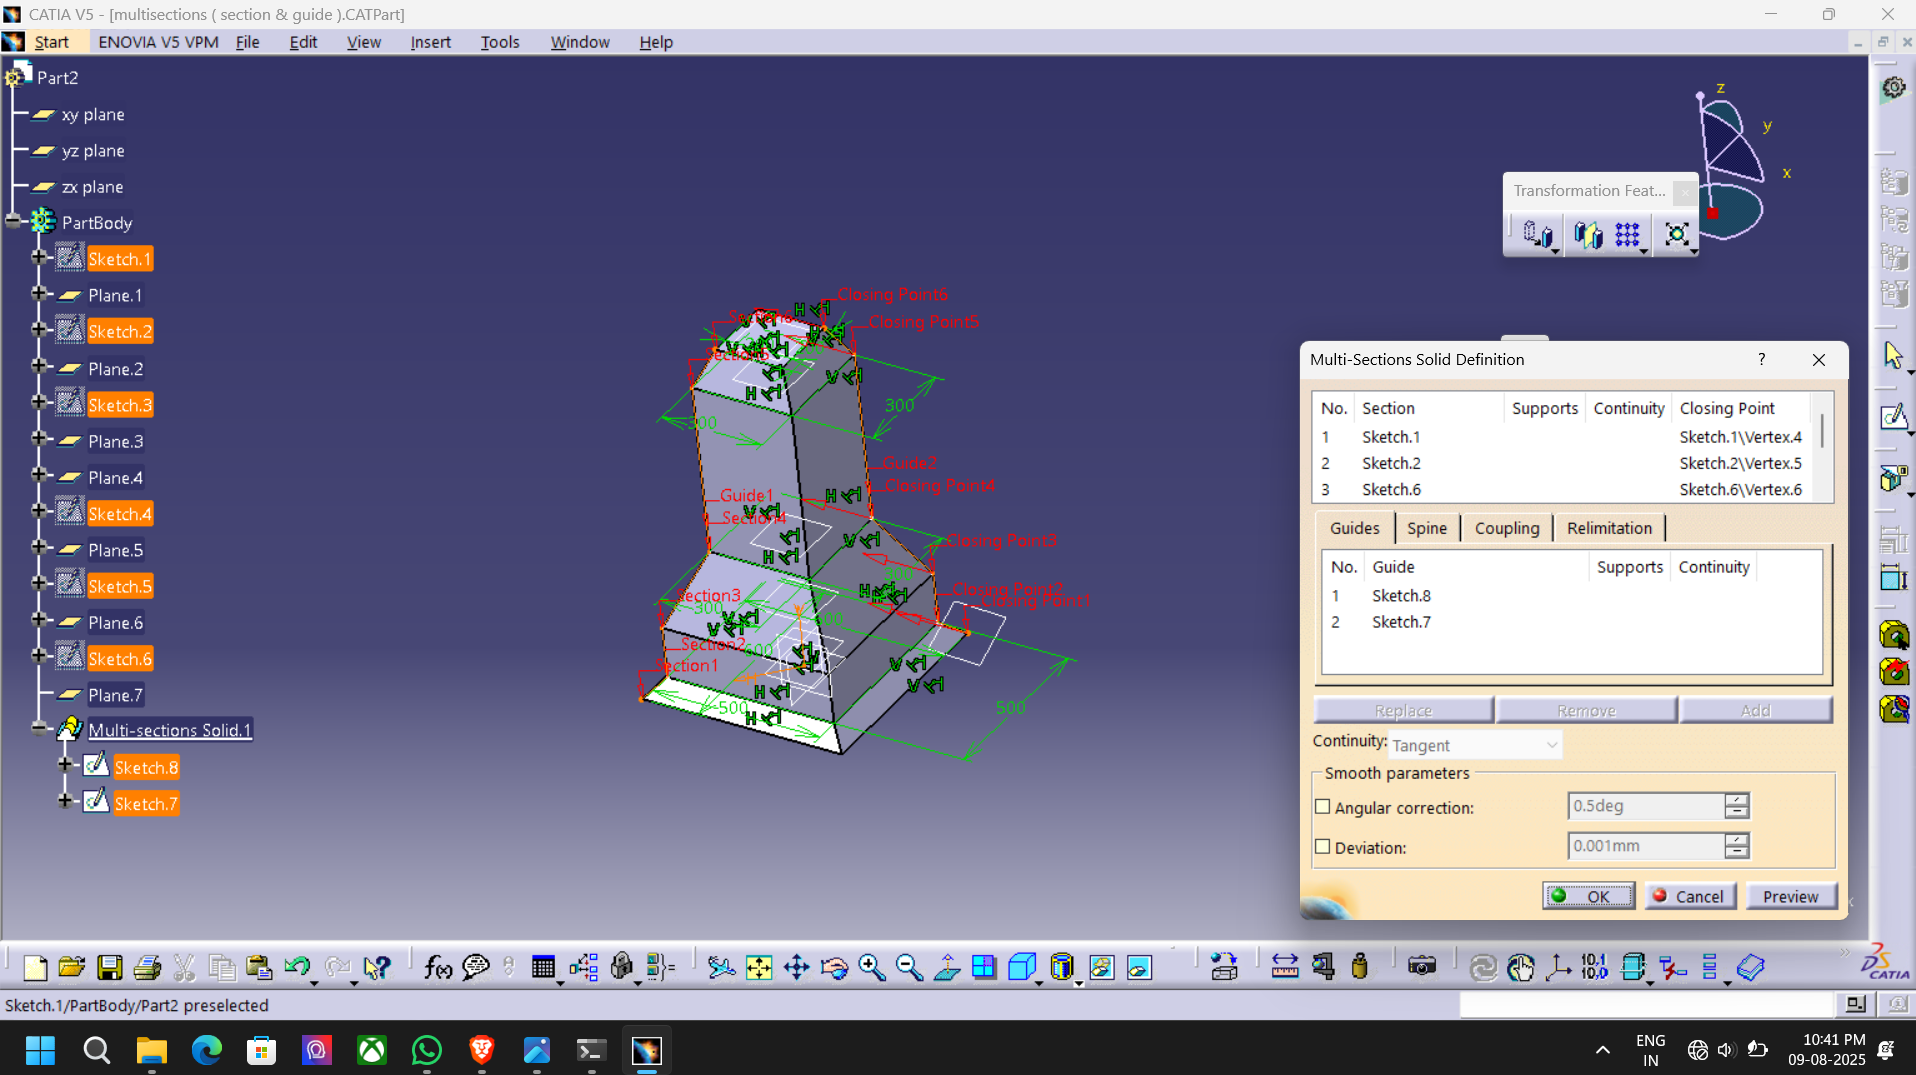 CATIA V5 - [multisections ( section & guide ).CATPart]
Start ENOVIA V5 VPM File Edit View Insert Tools Window Help
Part2
xy plane
yz plane
zx plane
PartBody
Sketch.1
Plane.1
Sketch.2
Plane.2
Sketch.3
Plane.3
Plane.4
Sketch.4
Plane.5
Sketch.5
Plane.6
Sketch.6
Plane.7
Multi-sections Solid.1
Sketch.8
Sketch.7
z
y
x
Transformation Feat...
Closing Point6
Closing Point5
300
300
Guide2
Closing Point4
Guide1
Section4
Closing Point3
Closing Point2
Closing Point1
Section3
300
600
Section2
Section1
500
500
Multi-Sections Solid Definition ?
No. Section Supports Continuity Closing Point
1 Sketch.1 Sketch.1\Vertex.4
2 Sketch.2 Sketch.2\Vertex.5
3 Sketch.6 Sketch.6\Vertex.6
Guides Spine Coupling Relimitation
No. Guide Supports Continuity
1 Sketch.8
2 Sketch.7
Replace Remove Add
Continuity: Tangent
Smooth parameters
Angular correction: 0.5deg
Deviation: 0.001mm
OK Cancel Preview
f(x)
10,1
10,0
CATIA
Sketch.1/PartBody/Part2 preselected
ENG
IN
10:41 PM
09-08-2025